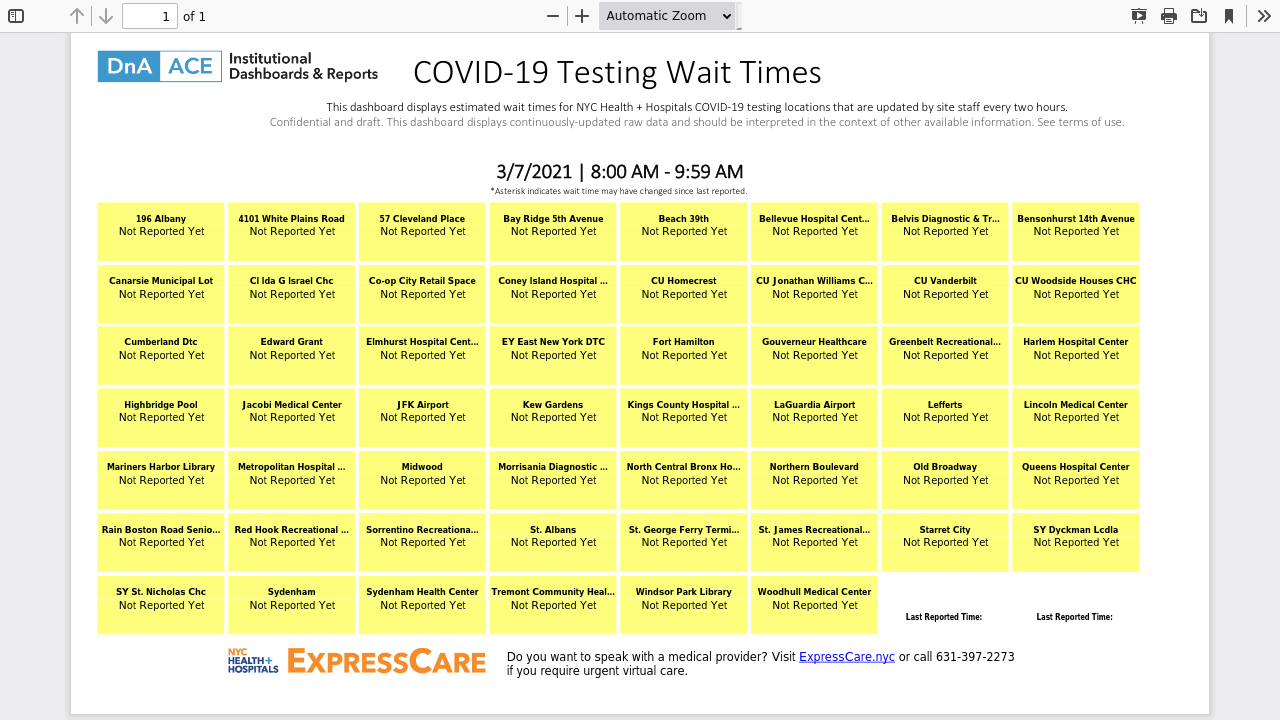 1 of 1 Automatic Zoom
DnA ACE Institutional Dashboards & Reports
COVID-19 Testing Wait Times
This dashboard displays estimated wait times for NYC Health + Hospitals COVID-19 testing locations that are updated by site staff every two hours.
Confidential and draft. This dashboard displays continuously-updated raw data and should be interpreted in the context of other available information. See terms of use.
3/7/2021 | 8:00 AM - 9:59 AM
*Asterisk indicates wait time may have changed since last reported.
196 Albany 4101 White Plains Road 57 Cleveland Place Bay Ridge 5th Avenue Beach 39th Bellevue Hospital Cent... Belvis Diagnostic & Tr... Bensonhurst 14th Avenue
Not Reported Yet Not Reported Yet Not Reported Yet Not Reported Yet Not Reported Yet Not Reported Yet Not Reported Yet Not Reported Yet
Canarsie Municipal Lot CI Ida G Israel Chc Co-op City Retail Space Coney Island Hospital ... CU Homecrest CU Jonathan Williams C... CU Vanderbilt CU Woodside Houses CHC
Not Reported Yet Not Reported Yet Not Reported Yet Not Reported Yet Not Reported Yet Not Reported Yet Not Reported Yet Not Reported Yet
Cumberland Dtc Edward Grant Elmhurst Hospital Cent... EY East New York DTC Fort Hamilton Gouverneur Healthcare Greenbelt Recreational... Harlem Hospital Center
Not Reported Yet Not Reported Yet Not Reported Yet Not Reported Yet Not Reported Yet Not Reported Yet Not Reported Yet Not Reported Yet
Highbridge Pool Jacobi Medical Center JFK Airport Kew Gardens Kings County Hospital ... LaGuardia Airport Lefferts Lincoln Medical Center
Not Reported Yet Not Reported Yet Not Reported Yet Not Reported Yet Not Reported Yet Not Reported Yet Not Reported Yet Not Reported Yet
Mariners Harbor Library Metropolitan Hospital ... Midwood Morrisania Diagnostic ... North Central Bronx Ho... Northern Boulevard Old Broadway Queens Hospital Center
Not Reported Yet Not Reported Yet Not Reported Yet Not Reported Yet Not Reported Yet Not Reported Yet Not Reported Yet Not Reported Yet
Rain Boston Road Senio... Red Hook Recreational ... Sorrentino Recreationa... St. Albans St. George Ferry Termi... St. James Recreational... Starret City SY Dyckman Lcdla
Not Reported Yet Not Reported Yet Not Reported Yet Not Reported Yet Not Reported Yet Not Reported Yet Not Reported Yet Not Reported Yet
SY St. Nicholas Chc Sydenham Sydenham Health Center Tremont Community Heal... Windsor Park Library Woodhull Medical Center
Not Reported Yet Not Reported Yet Not Reported Yet Not Reported Yet Not Reported Yet Not Reported Yet
Last Reported Time: Last Reported Time:
NYC HEALTH+ HOSPITALS EXPRESSCARE
Do you want to speak with a medical provider? Visit ExpressCare.nyc or call 631-397-2273
if you require urgent virtual care.